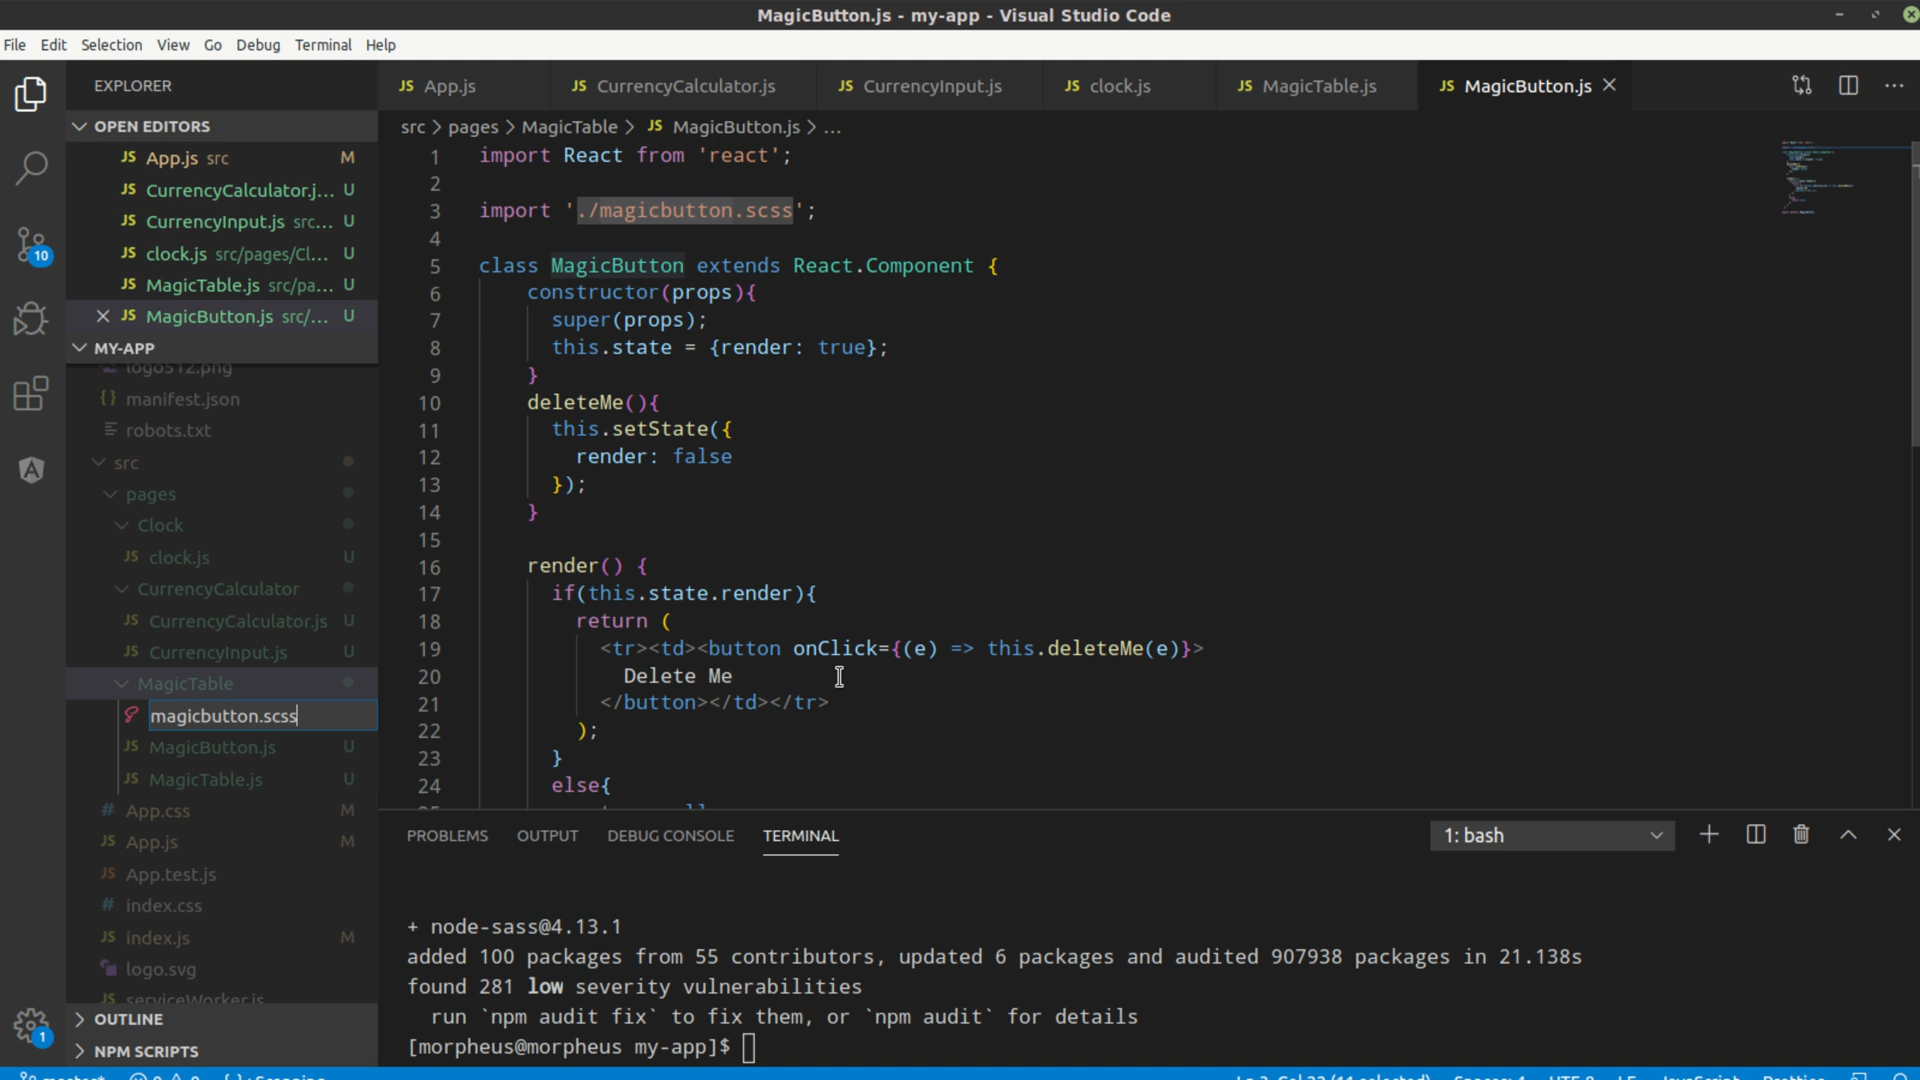 MagicButton.js - my-app - Visual Studio Code
File Edit Selection View Go Debug Terminal Help
EXPLORER
OPEN EDITORS
JS App.js src M
JS CurrencyCalculator.j... U
JS CurrencyInput.js src... U
JS clock.js src/pages/Cl... U
JS MagicTable.js src/pa... U
JS MagicButton.js src/... U
MY-APP
logo512.png
{} manifest.json
robots.txt
src
pages
Clock
JS clock.js U
CurrencyCalculator
JS CurrencyCalculator.js U
JS CurrencyInput.js U
MagicTable
magicbutton.scss
JS MagicButton.js U
JS MagicTable.js U
# App.css M
JS App.js M
JS App.test.js
# index.css
JS index.js M
logo.svg
JS serviceWorker.js
OUTLINE
NPM SCRIPTS
10
1
JS App.js JS CurrencyCalculator.js JS CurrencyInput.js JS clock.js JS MagicTable.js JS MagicButton.js
src > pages > MagicTable > JS MagicButton.js > ...
1 import React from 'react';
2
3 import './magicbutton.scss';
4
5 class MagicButton extends React.Component {
6 constructor(props){
7 super(props);
8 this.state = {render: true};
9 }
10 deleteMe(){
11 this.setState({
12 render: false
13 });
14 }
15
16 render() {
17 if(this.state.render){
18 return (
19 <tr><td><button onClick={(e) => this.deleteMe(e)}>
20 Delete Me
21 </button></td></tr>
22 );
23 }
24 else{
PROBLEMS OUTPUT DEBUG CONSOLE TERMINAL 1: bash
+ node-sass@4.13.1
added 100 packages from 55 contributors, updated 6 packages and audited 907938 packages in 21.138s
found 281 low severity vulnerabilities
run `npm audit fix` to fix them, or `npm audit` for details
[morpheus@morpheus my-app]$